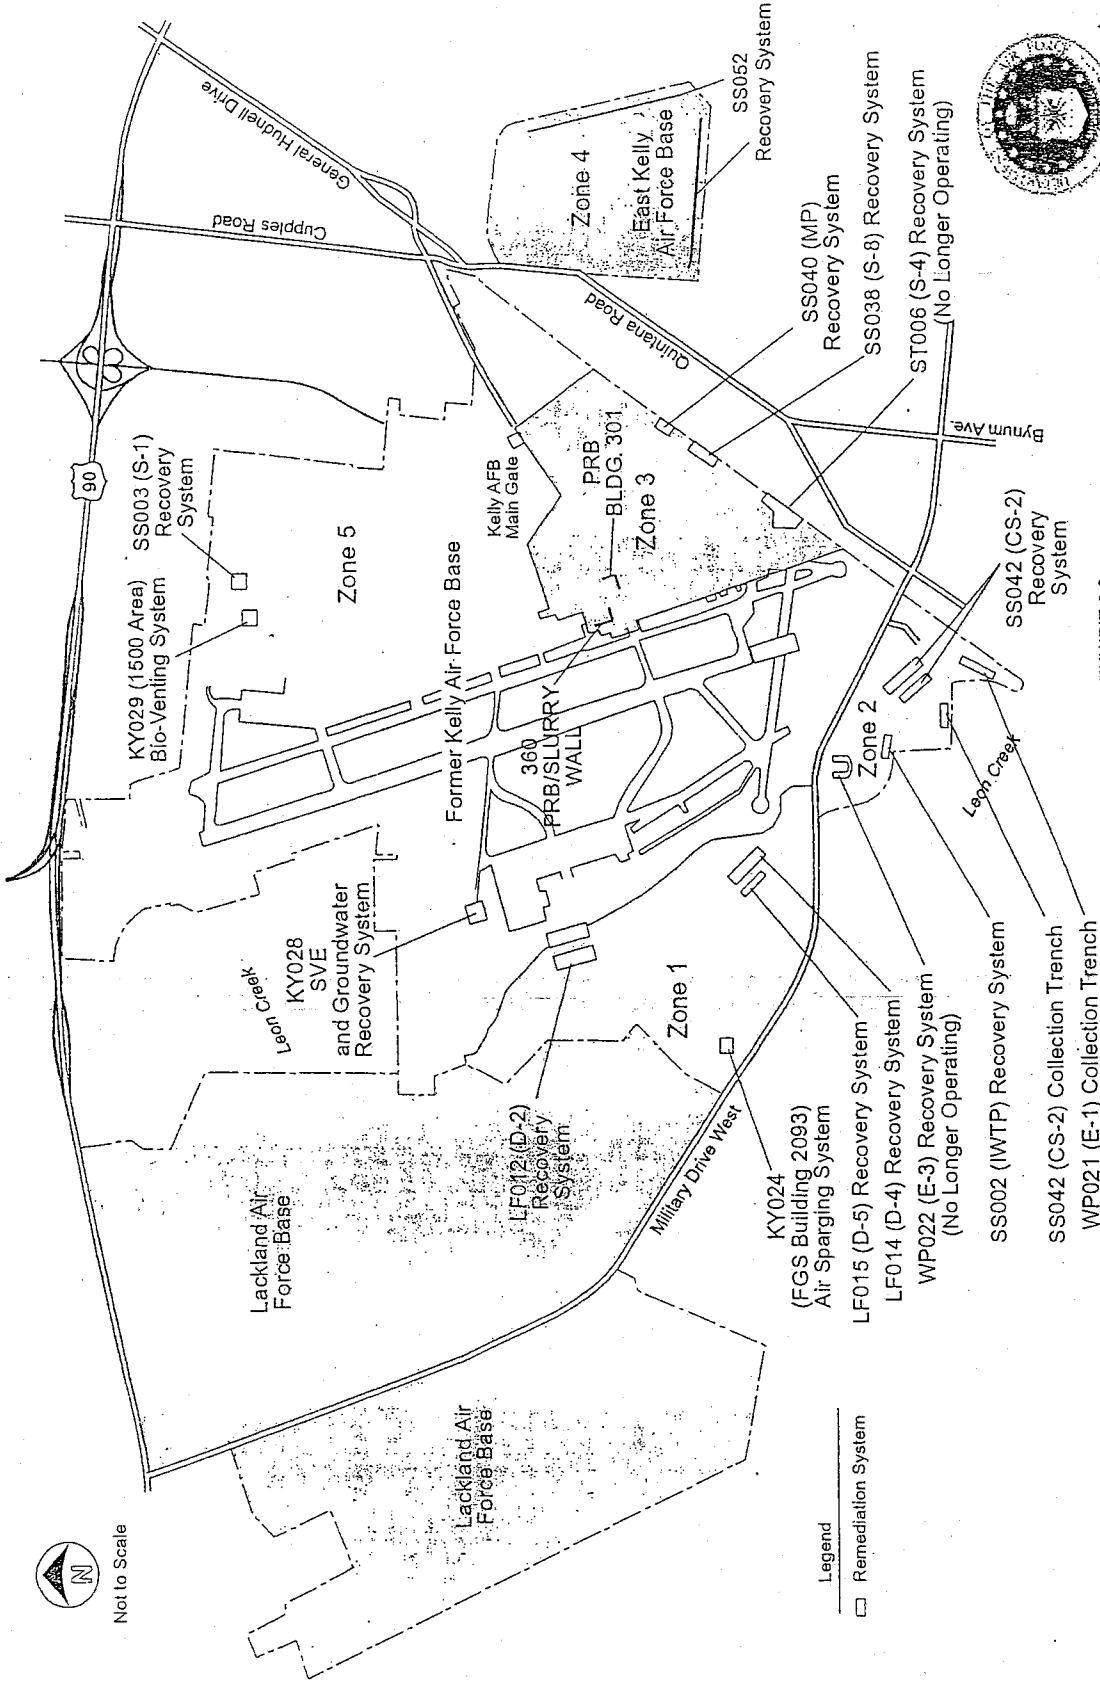 Not to Scale
N
90
General Hudnell Drive
Cupples Road
SS003 (S-1)
Recovery
System
KY029 (1500 Area)
Bio-Venting System
Zone 5
Former Kelly Air Force Base
Kelly AFB
Main Gate
Zone 4
East Kelly
Air Force Base
SS052
Recovery System
Quintana Road
SS040 (MP)
Recovery System
SS038 (S-8) Recovery System
ST006 (S-4) Recovery System
(No Longer Operating)
Bynum Ave.
PRB
BLDG. 301
Zone 3
360
PRB/SLURRY
WALL
Leon Creek
KY028
SVE
and Groundwater
Recovery System
Lackland Air
Force Base
LF012 (D-2)
Recovery
System
Zone 1
Military Drive West
Lackland Air
Force Base
Zone 2
SS042 (CS-2)
Recovery
System
Leon Creek
KY024
(FGS Building 2093)
Air Sparging System
LF015 (D-5) Recovery System
LF014 (D-4) Recovery System
WP022 (E-3) Recovery System
(No Longer Operating)
SS002 (IWTP) Recovery System
SS042 (CS-2) Collection Trench
WP021 (E-1) Collection Trench
Legend
Remediation System